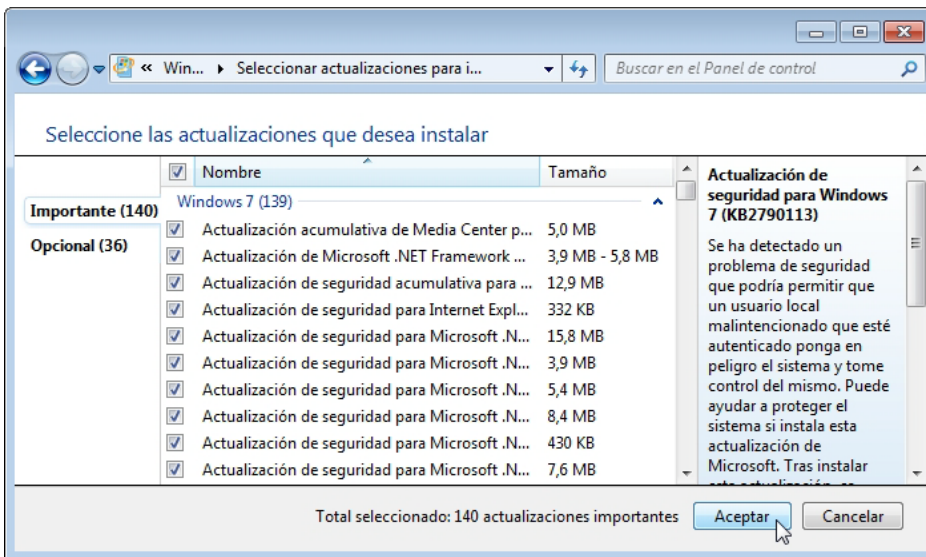 « Win... ▸ Seleccionar actualizaciones para i... Buscar en el Panel de control
Seleccione las actualizaciones que desea instalar
Nombre Tamaño
Importante (140)
Opcional (36)
Windows 7 (139)
Actualización acumulativa de Media Center p... 5,0 MB
Actualización de Microsoft .NET Framework ... 3,9 MB - 5,8 MB
Actualización de seguridad acumulativa para ... 12,9 MB
Actualización de seguridad para Internet Expl... 332 KB
Actualización de seguridad para Microsoft .N... 15,8 MB
Actualización de seguridad para Microsoft .N... 3,9 MB
Actualización de seguridad para Microsoft .N... 5,4 MB
Actualización de seguridad para Microsoft .N... 8,4 MB
Actualización de seguridad para Microsoft .N... 430 KB
Actualización de seguridad para Microsoft .N... 7,6 MB
Actualización de
seguridad para Windows
7 (KB2790113)
Se ha detectado un
problema de seguridad
que podría permitir que
un usuario local
malintencionado que esté
autenticado ponga en
peligro el sistema y tome
control del mismo. Puede
ayudar a proteger el
sistema si instala esta
actualización de
Microsoft. Tras instalar
Total seleccionado: 140 actualizaciones importantes Aceptar Cancelar